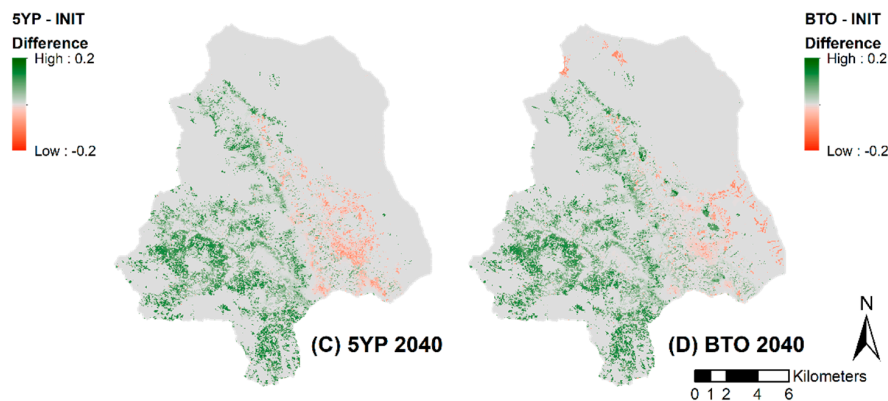 5YP - INIT
Difference
High : 0.2
Low : -0.2
(C) 5YP 2040
BTO - INIT
Difference
High : 0.2
Low : -0.2
(D) BTO 2040
N
Kilometers
0 1 2 4 6